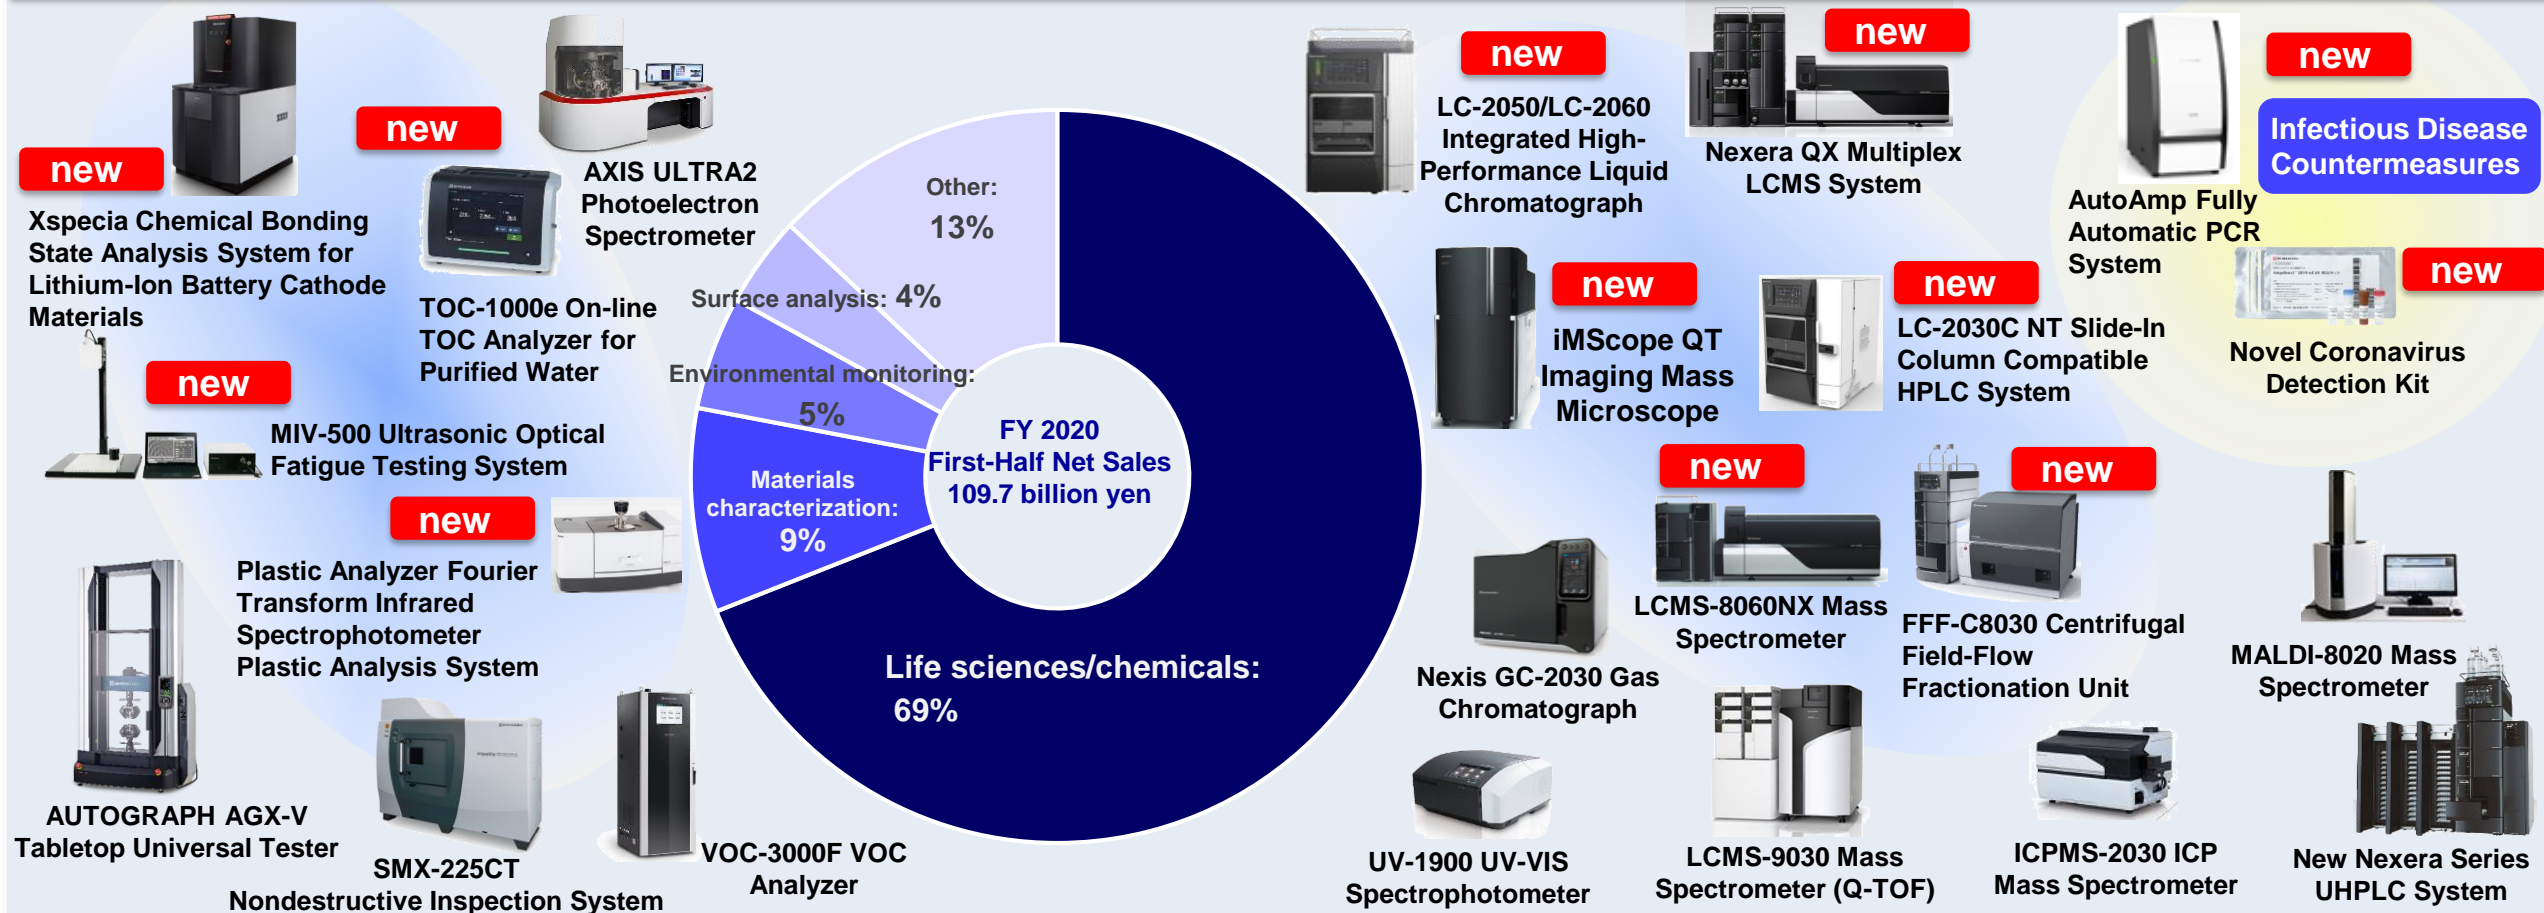 new
Xspecia Chemical Bonding
State Analysis System for
Lithium-Ion Battery Cathode
Materials
new
TOC-1000e On-line
TOC Analyzer for
Purified Water
AXIS ULTRA2
Photoelectron
Spectrometer
new
MIV-500 Ultrasonic Optical
Fatigue Testing System
new
Plastic Analyzer Fourier
Transform Infrared
Spectrophotometer
Plastic Analysis System
AUTOGRAPH AGX-V
Tabletop Universal Tester
SMX-225CT
Nondestructive Inspection System
VOC-3000F VOC
Analyzer
Other:
13%
Surface analysis: 4%
Environmental monitoring:
5%
Materials
characterization:
9%
FY 2020
First-Half Net Sales
109.7 billion yen
Life sciences/chemicals:
69%
new
LC-2050/LC-2060
Integrated High-
Performance Liquid
Chromatograph
new
Nexera QX Multiplex
LCMS System
new
Infectious Disease
Countermeasures
AutoAmp Fully
Automatic PCR
System
new
Novel Coronavirus
Detection Kit
new
iMScope QT
Imaging Mass
Microscope
new
LC-2030C NT Slide-In
Column Compatible
HPLC System
new
LCMS-8060NX Mass
Spectrometer
new
FFF-C8030 Centrifugal
Field-Flow
Fractionation Unit
MALDI-8020 Mass
Spectrometer
Nexis GC-2030 Gas
Chromatograph
UV-1900 UV-VIS
Spectrophotometer
LCMS-9030 Mass
Spectrometer (Q-TOF)
ICPMS-2030 ICP
Mass Spectrometer
New Nexera Series
UHPLC System